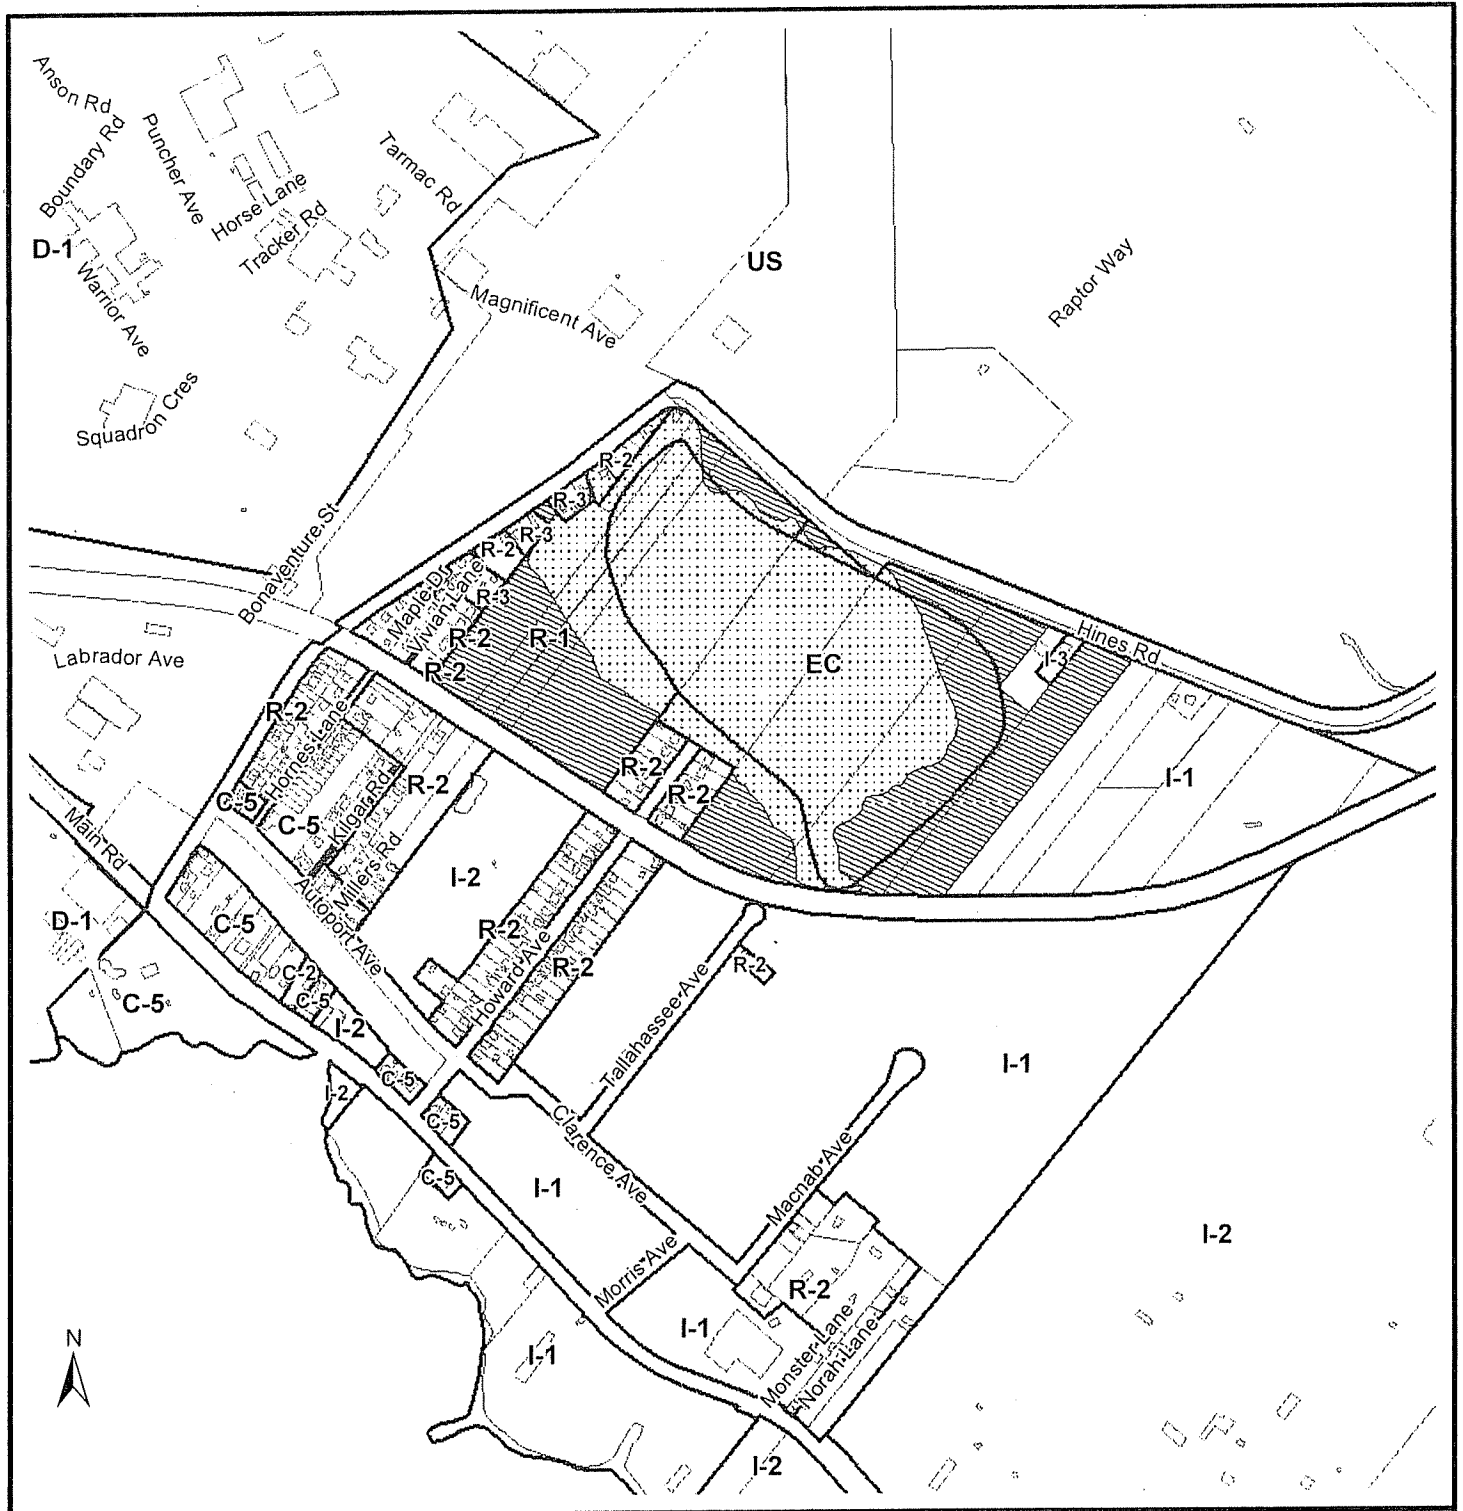 Anson Rd
Boundary Rd
Puncher Ave
Horse Lane
Tracker Rd
Tarmac Rd
D-1
Warrior Ave
US
Raptor Way
Magnificent Ave
Squadron Cres
R-2
R-3
R-3
R-2
Bonaventure St
Maple Dr
Vivian Lane
R-3
R-2
R-1
R-2
Hines Rd
I-3
EC
Labrador Ave
R-2
Homes Lane
R-2
R-2
R-2
I-1
C-5
C-5
Kilgar Rd
Millers Rd
Main Rd
Autoport Ave
I-2
D-1
C-5
R-2
Howard Ave
R-2
R-2
C-2
C-5
C-5
I-2
Tallahassee Ave
I-1
C-5
I-2
C-5
Clarence Ave
C-5
I-1
Macnab Ave
I-2
Morris Ave
R-2
I-1
Monster Lane
Norah Lane
I-1
N
I-2